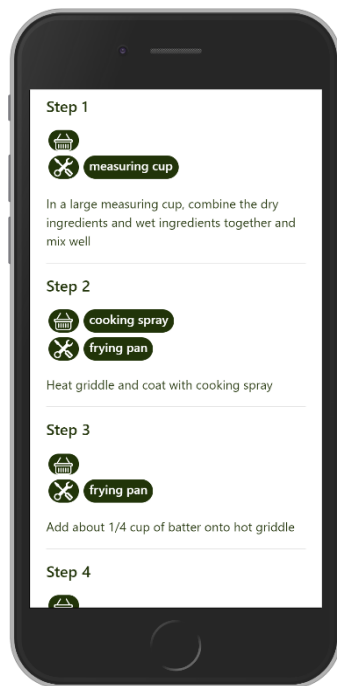 Step 1
measuring cup
In a large measuring cup, combine the dry
ingredients and wet ingredients together and
mix well
Step 2
cooking spray
frying pan
Heat griddle and coat with cooking spray
Step 3
frying pan
Add about 1/4 cup of batter onto hot griddle
Step 4